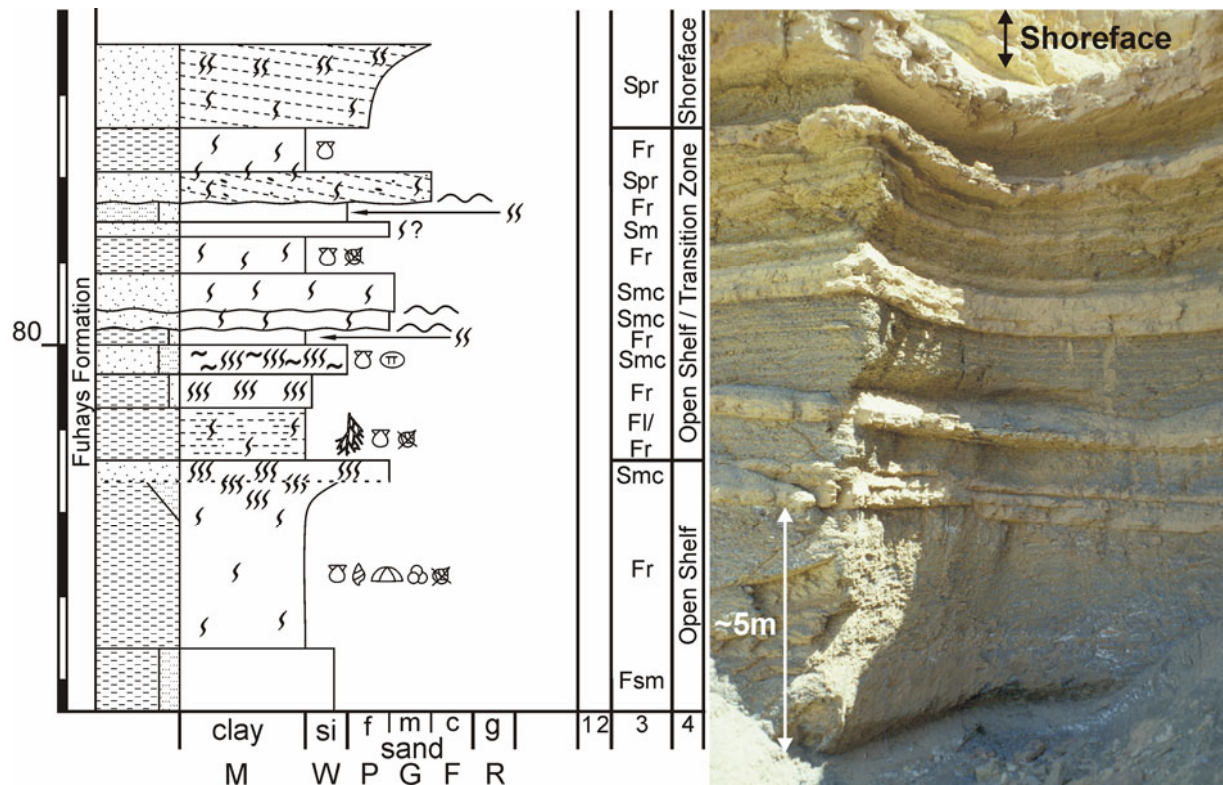 Fuhays Formation
80
ʃ?
Spr
Fr
Spr
Fr
Sm
Fr
Smc
Smc
Fr
Smc
Fr
Fl/
Fr
Smc
Fr
Fsm
Shoreface
Open Shelf / Transition Zone
Open Shelf
clay si f m c g 1 2 3 4
sand
M W P G F R
Shoreface
~5m